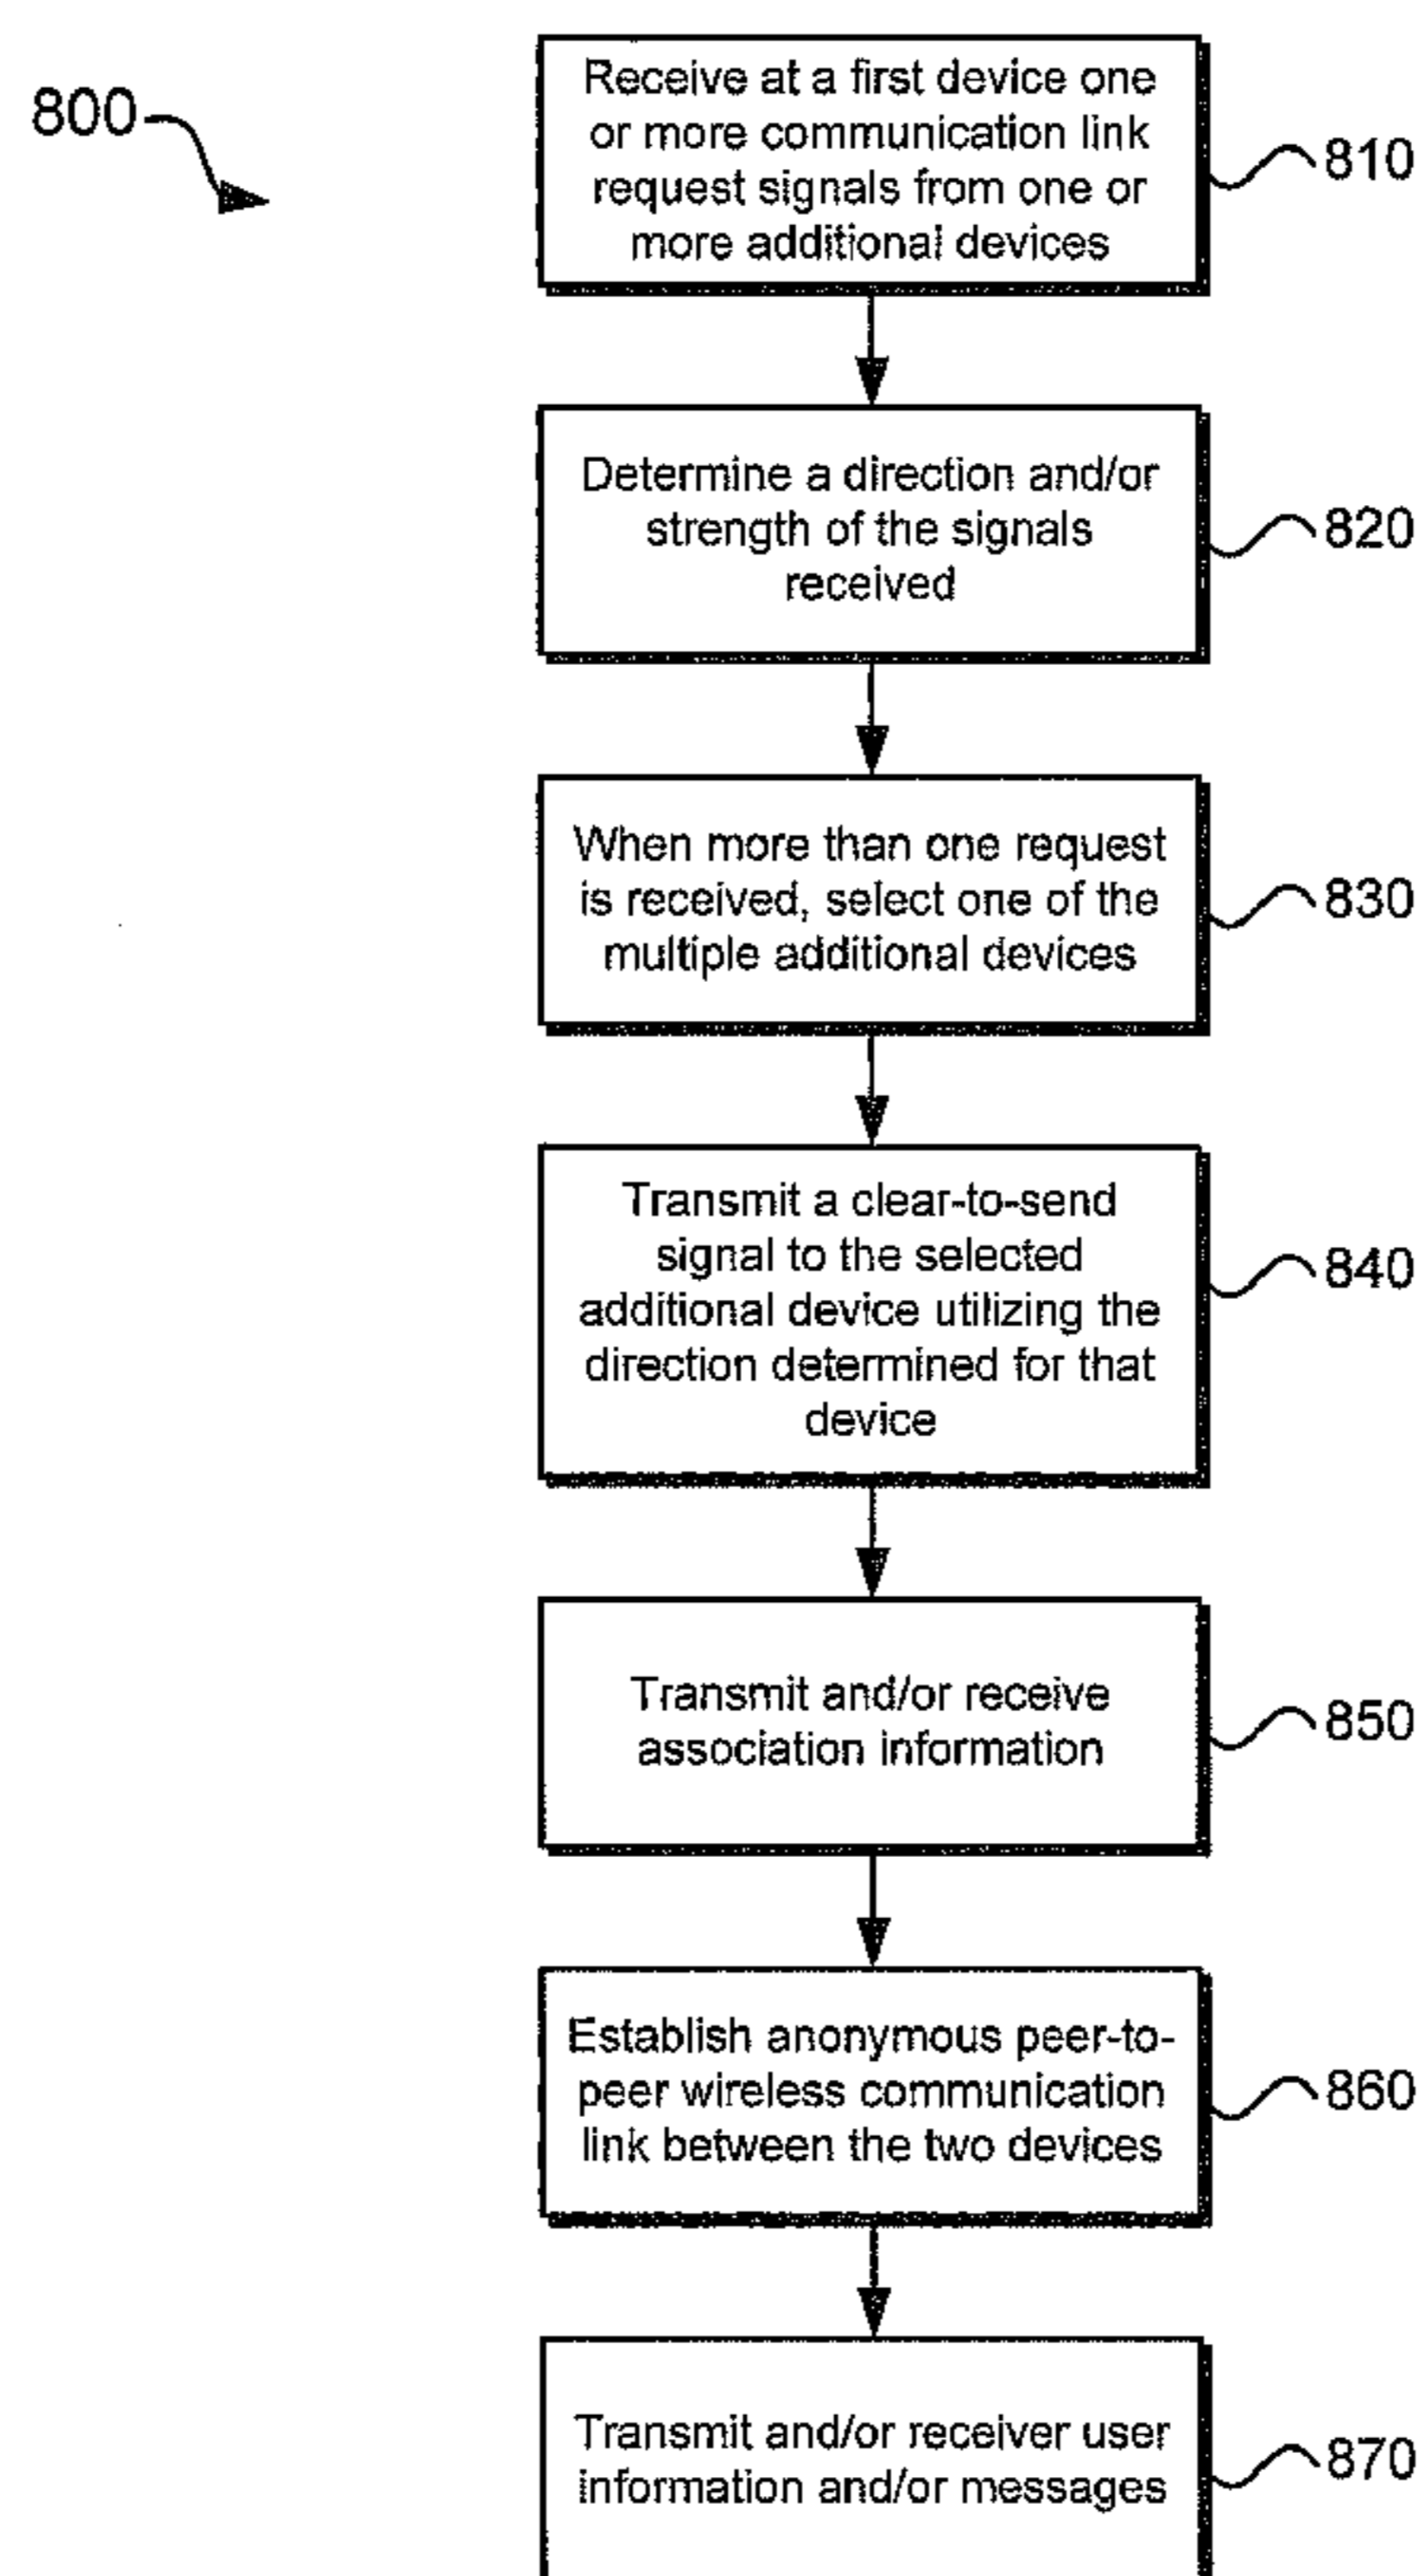 800
Receive at a first device one
or more communication link
request signals from one or
more additional devices
810
Determine a direction and/or
strength of the signals
received
820
When more than one request
is received, select one of the
multiple additional devices
830
Transmit a clear-to-send
signal to the selected
additional device utilizing the
direction determined for that
device
840
Transmit and/or receive
association information
850
Establish anonymous peer-to-
peer wireless communication
link between the two devices
860
Transmit and/or receiver user
information and/or messages
870